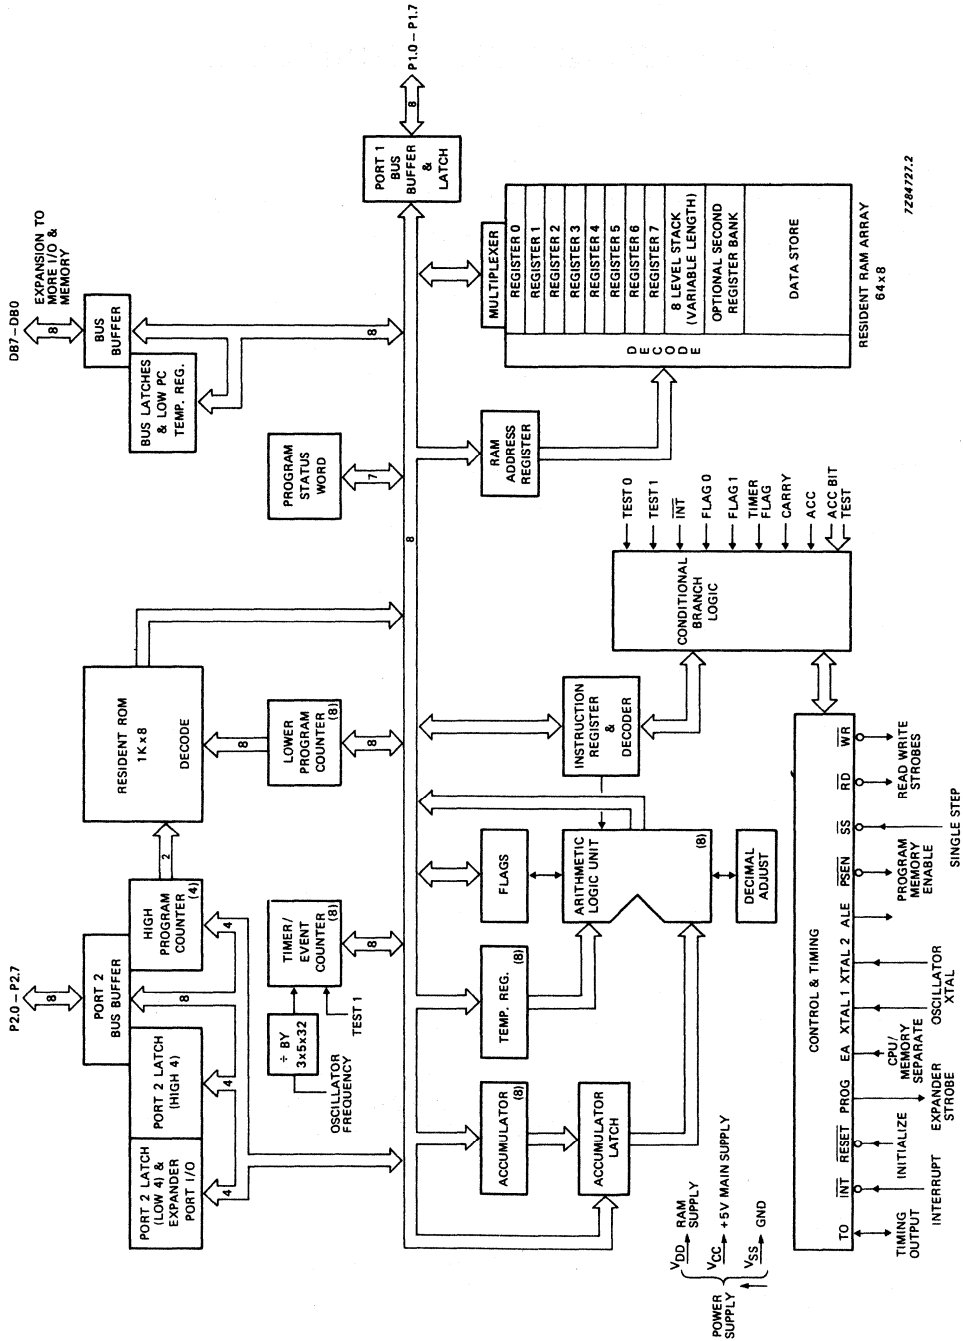 P2.0–P2.7
8
PORT 2
BUS BUFFER
PORT 2 LATCH
(LOW 4) &
EXPANDER
PORT I/O
PORT 2 LATCH
(HIGH 4)
HIGH
PROGRAM
COUNTER
(4)
4
4
8
4
2
RESIDENT ROM
1K x 8
DECODE
DB7–DB0
8
EXPANSION TO
MORE I/O &
MEMORY
BUS
BUFFER
BUS LATCHES
& LOW PC
TEMP. REG.
8
OSCILLATOR
FREQUENCY
÷ BY
3x5x32
TEST 1
TIMER/
EVENT
COUNTER
(8)
8
LOWER
PROGRAM
COUNTER
(8)
8
8
PROGRAM
STATUS
WORD
7
8
PORT 1
BUS
BUFFER
&
LATCH
8
P1.0–P1.7
ACCUMULATOR
(8)
ACCUMULATOR
LATCH
TEMP. REG.
(8)
FLAGS
ARITHMETIC
LOGIC UNIT
(8)
DECIMAL
ADJUST
INSTRUCTION
REGISTER
&
DECODER
RAM
ADDRESS
REGISTER
MULTIPLEXER
DECODE
REGISTER 0
REGISTER 1
REGISTER 2
REGISTER 3
REGISTER 4
REGISTER 5
REGISTER 6
REGISTER 7
8 LEVEL STACK
(VARIABLE LENGTH)
OPTIONAL SECOND
REGISTER BANK
DATA STORE
RESIDENT RAM ARRAY
64 x 8
CONDITIONAL
BRANCH
LOGIC
TEST 0
TEST 1
INT
FLAG 0
FLAG 1
TIMER
FLAG
CARRY
ACC
ACC BIT
TEST
POWER
SUPPLY
VDD
RAM
SUPPLY
VCC
+5V MAIN SUPPLY
VSS
GND
CONTROL & TIMING
TO
INT
RESET
PROG
EA
XTAL 1
XTAL 2
ALE
PSEN
SS
RD
WR
TIMING
OUTPUT
INTERRUPT
INITIALIZE
EXPANDER
STROBE
CPU/
MEMORY
SEPARATE
OSCILLATOR
XTAL
PROGRAM
MEMORY
ENABLE
SINGLE STEP
READ WRITE
STROBES
7Z84727.2